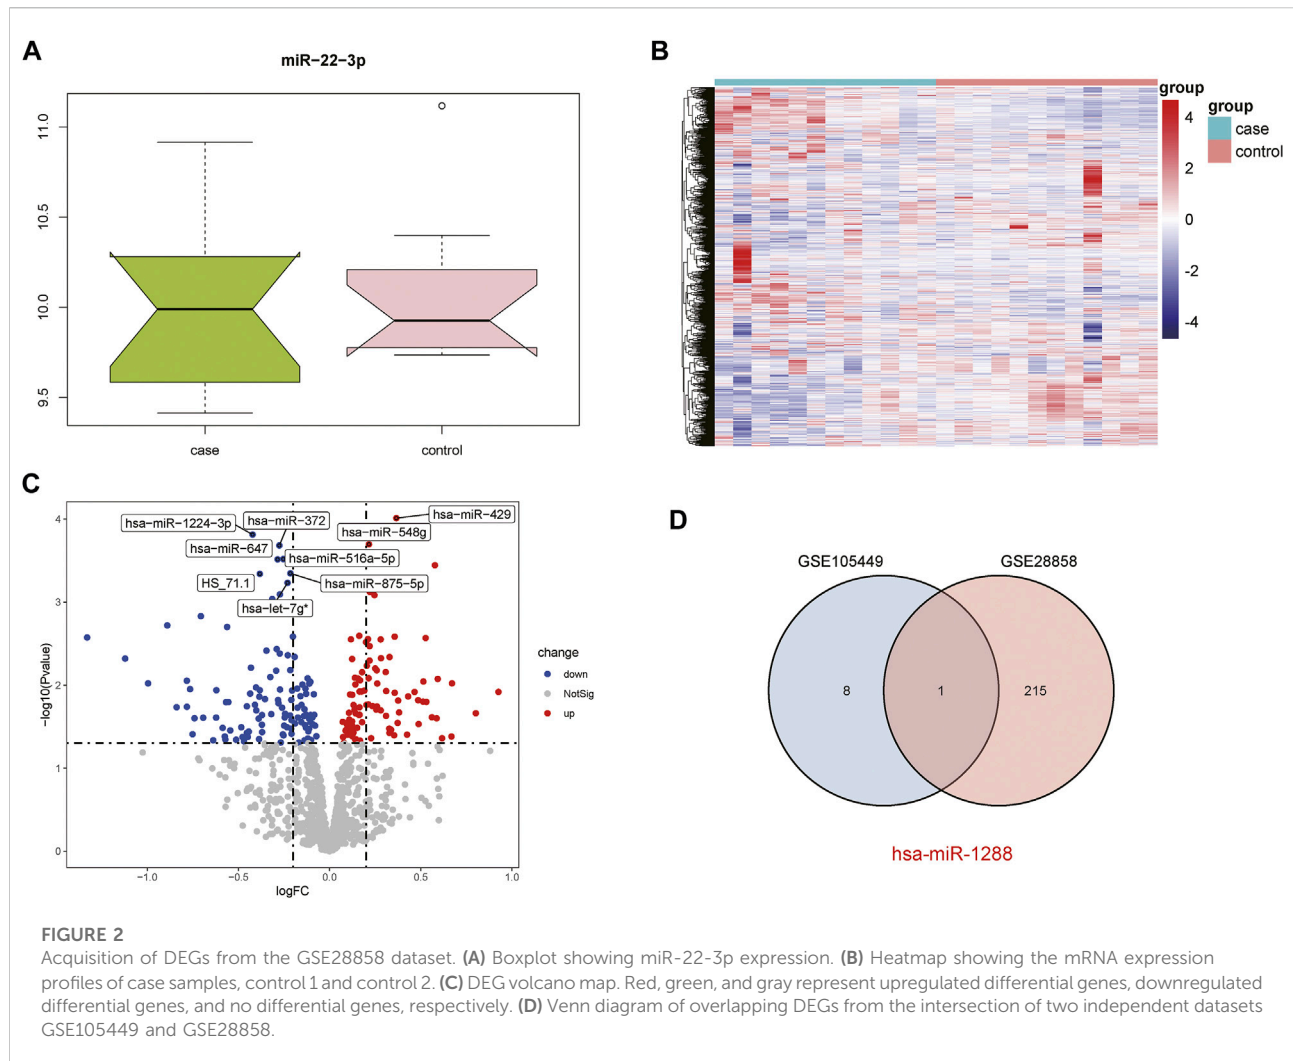 A
miR−22−3p
11.0
10.5
10.0
9.5
case
control
B
group
4
2
0
-2
-4
group
case
control
C
hsa−miR−1224−3p
hsa−miR−372
hsa−miR−429
hsa−miR−548g
hsa−miR−647
hsa−miR−516a−5p
HS_71.1
hsa−miR−875−5p
hsa−let−7g*
4
3
2
1
0
−log10(Pvalue)
−1.0
−0.5
0.0
0.5
1.0
logFC
change
down
NotSig
up
D
GSE105449
GSE28858
8
1
215
hsa-miR-1288
FIGURE 2
Acquisition of DEGs from the GSE28858 dataset. (A) Boxplot showing miR-22-3p expression. (B) Heatmap showing the mRNA expression
profiles of case samples, control 1 and control 2. (C) DEG volcano map. Red, green, and gray represent upregulated differential genes, downregulated
differential genes, and no differential genes, respectively. (D) Venn diagram of overlapping DEGs from the intersection of two independent datasets
GSE105449 and GSE28858.